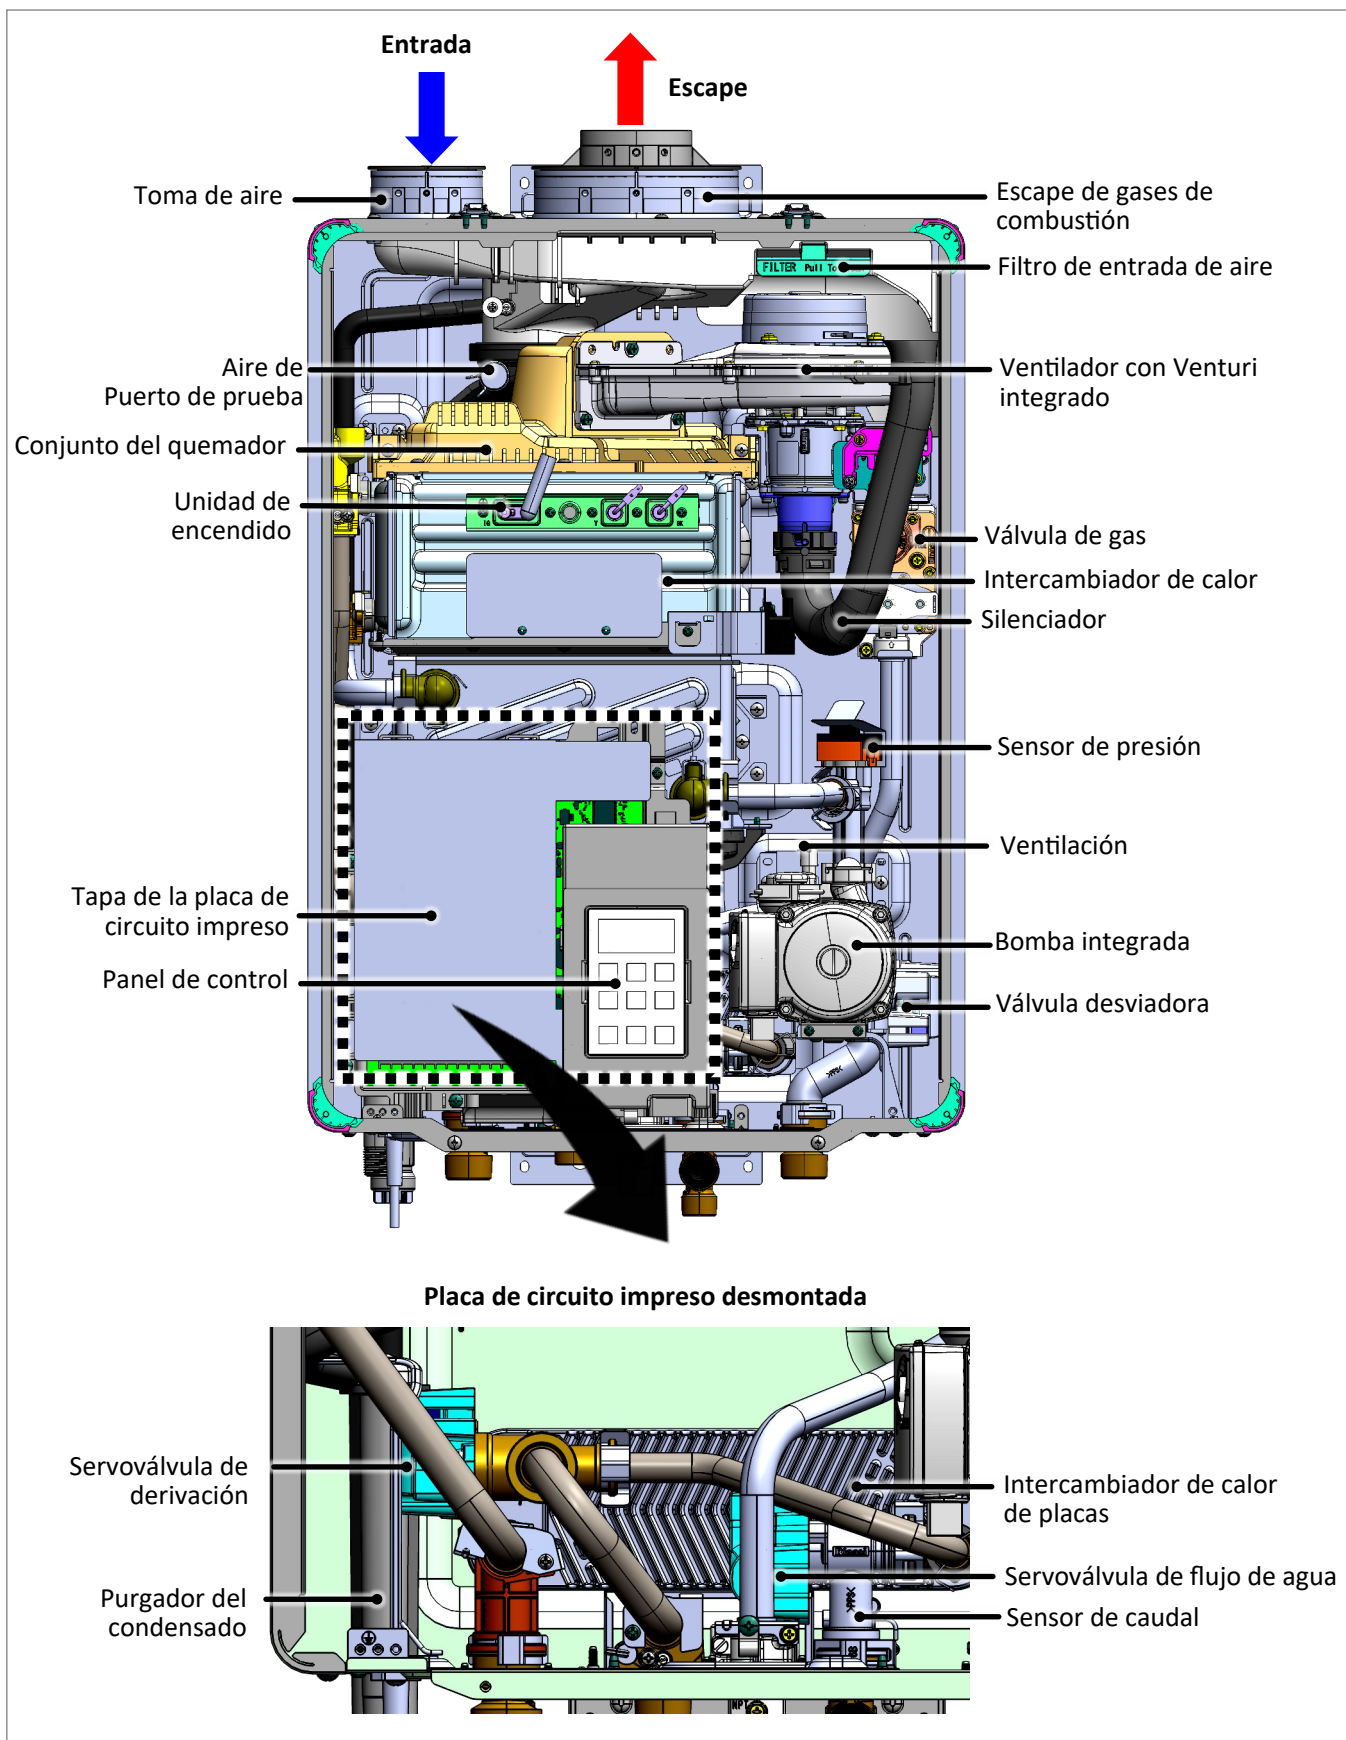 Entrada
Escape
Toma de aire
Escape de gases de
combustión
FILTER Pull To
Filtro de entrada de aire
Aire de
Puerto de prueba
Ventilador con Venturi
integrado
Conjunto del quemador
Unidad de
encendido
Válvula de gas
Intercambiador de calor
Silenciador
Sensor de presión
Ventilación
Tapa de la placa de
circuito impreso
Bomba integrada
Panel de control
Válvula desviadora
Placa de circuito impreso desmontada
Servoválvula de
derivación
Intercambiador de calor
de placas
Servoválvula de flujo de agua
Purgador del
condensado
Sensor de caudal
NPT